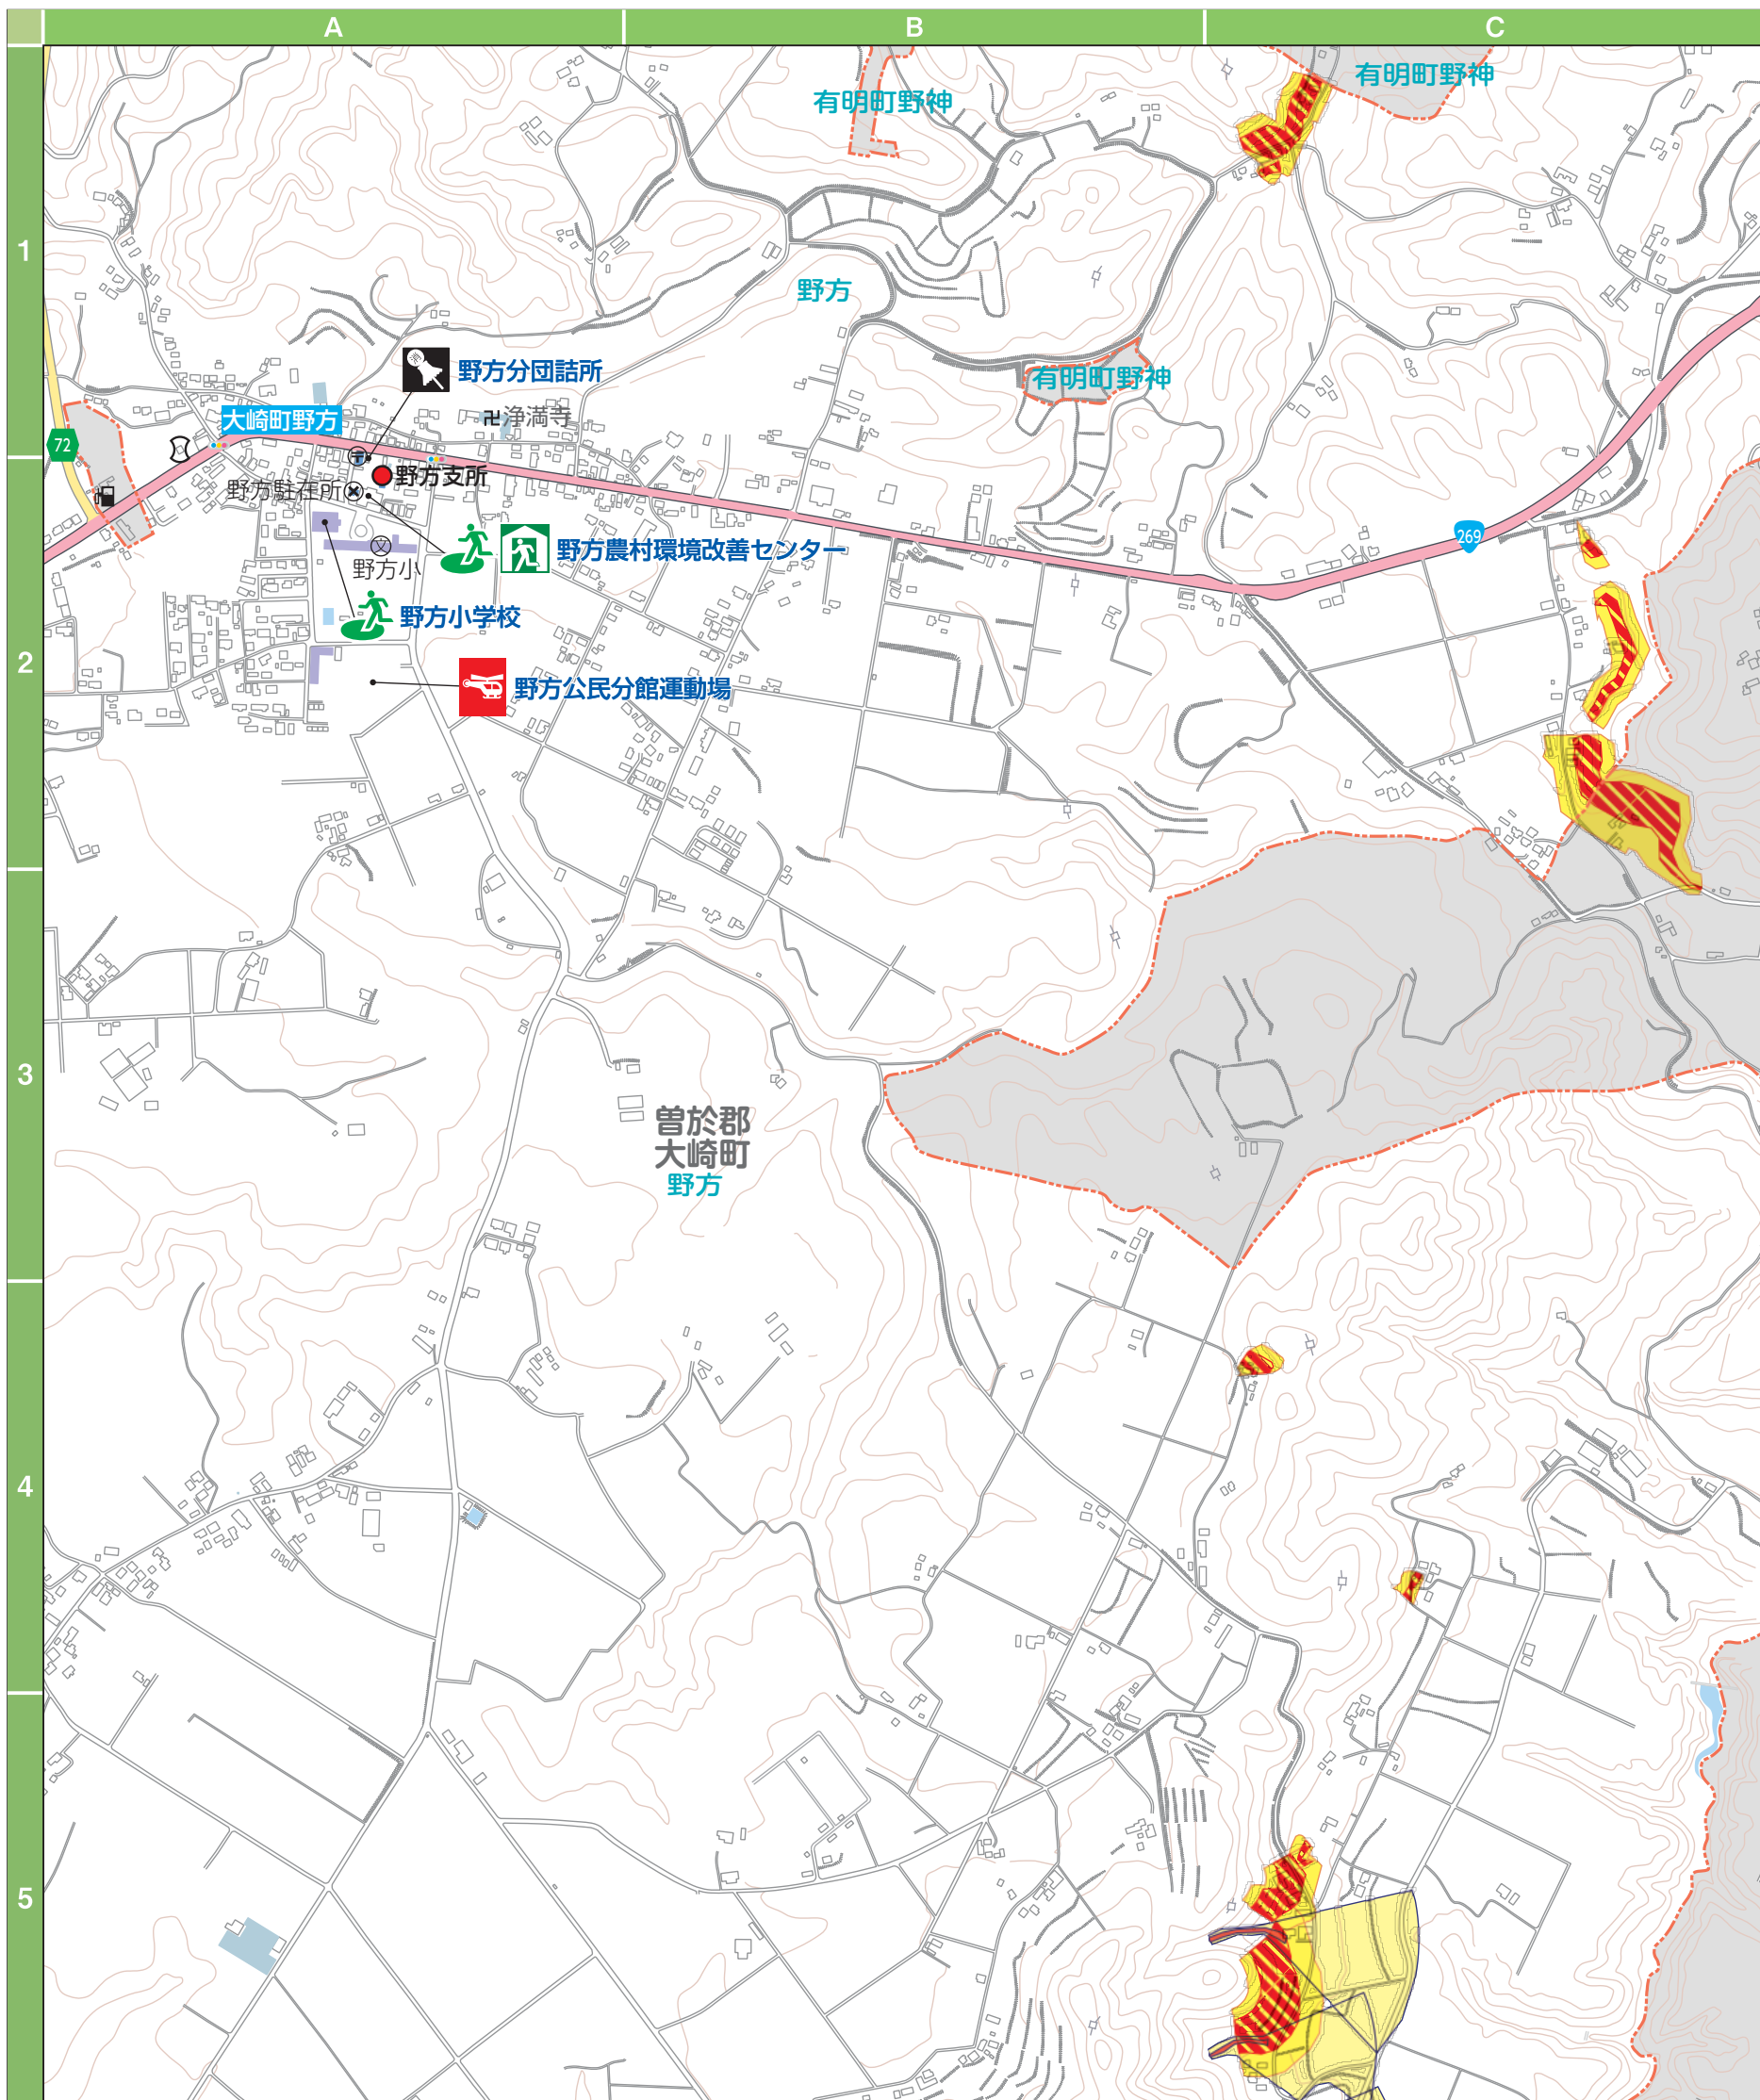 A
B
C
1
2
3
4
5
有明町野神
有明町野神
野方
有明町野神
野方分団詰所
大崎町野方
卍浄満寺
72
野方支所
野方駐在所
269
野方農村環境改善センター
文
野方小
野方小学校
野方公民分館運動場
曽於郡
大崎町
野方